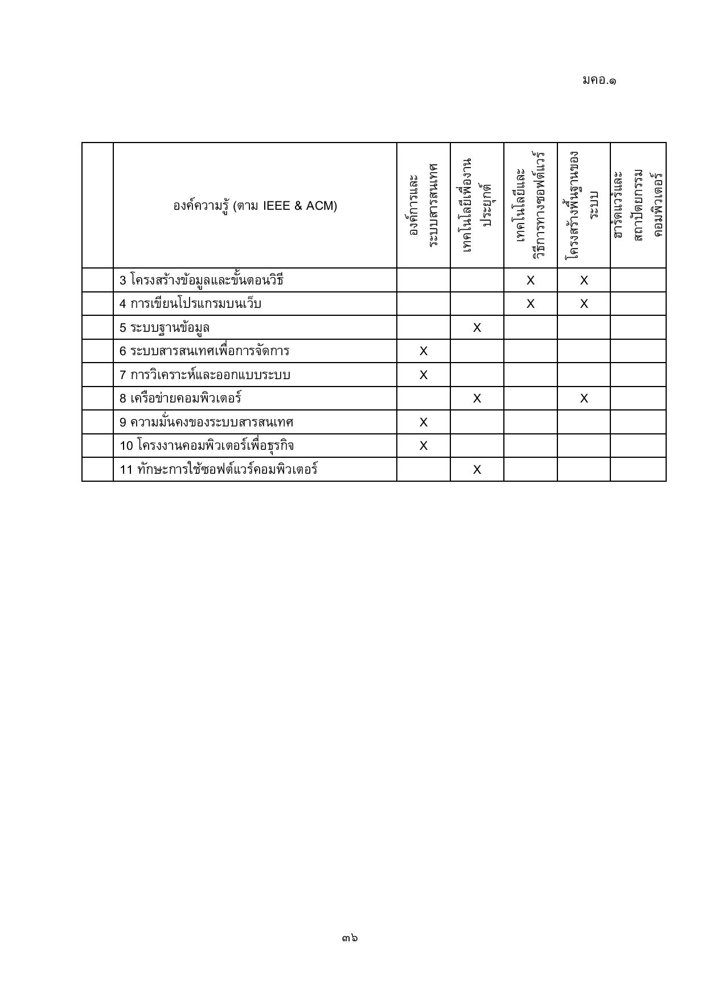 มคอ.๑
องค์ความรู้ (ตาม IEEE & ACM)
องค์การและ
ระบบสารสนเทศ
เทคโนโลยีเพื่องาน
ประยุกต์
เทคโนโลยีและ
วิธีการทางซอฟต์แวร์
โครงสร้างพื้นฐานของ
ระบบ
ฮาร์ดแวร์และ
สถาปัตยกรรม
คอมพิวเตอร์
3 โครงสร้างข้อมูลและขั้นตอนวิธี X X
4 การเขียนโปรแกรมบนเว็บ X X
5 ระบบฐานข้อมูล X
6 ระบบสารสนเทศเพื่อการจัดการ X
7 การวิเคราะห์และออกแบบระบบ X
8 เครือข่ายคอมพิวเตอร์ X X
9 ความมั่นคงของระบบสารสนเทศ X
10 โครงงานคอมพิวเตอร์เพื่อธุรกิจ X
11 ทักษะการใช้ซอฟต์แวร์คอมพิวเตอร์ X
๓๖